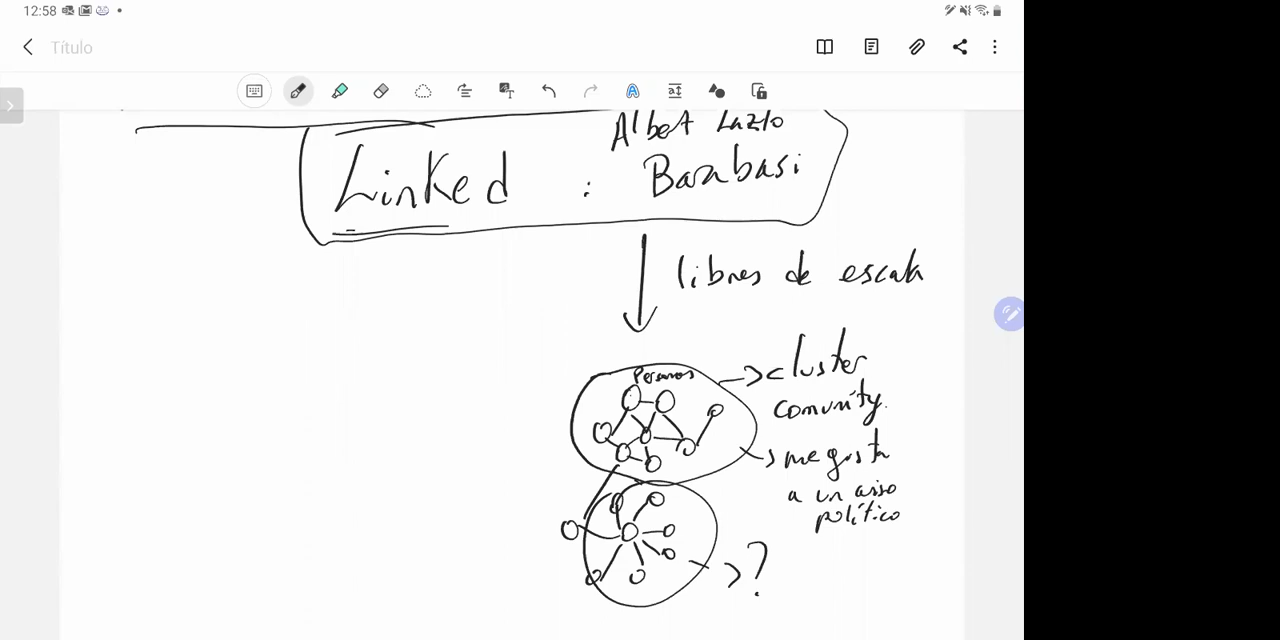 12:58
Título
Albert Lazlo
Linked : Barabasi
libres de escala
Personas
cluster
comunity.
me gusta
a un aviso
político
?